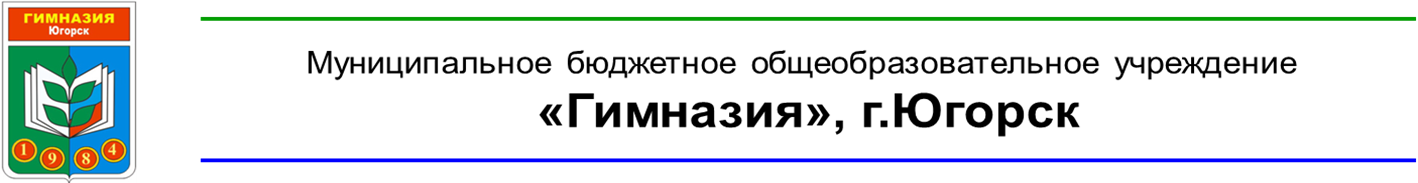 ГИМНАЗИЯ
Югорск
1 9 8 4
Муниципальное бюджетное общеобразовательное учреждение
«Гимназия», г.Югорск